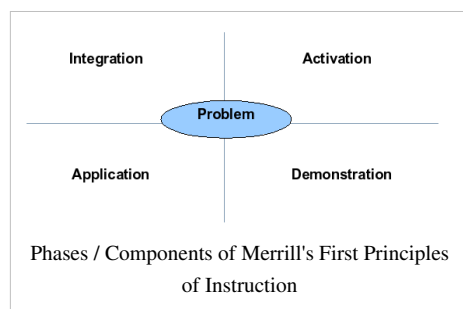 Integration Activation
Problem
Application Demonstration
Phases / Components of Merrill's First Principles
of Instruction